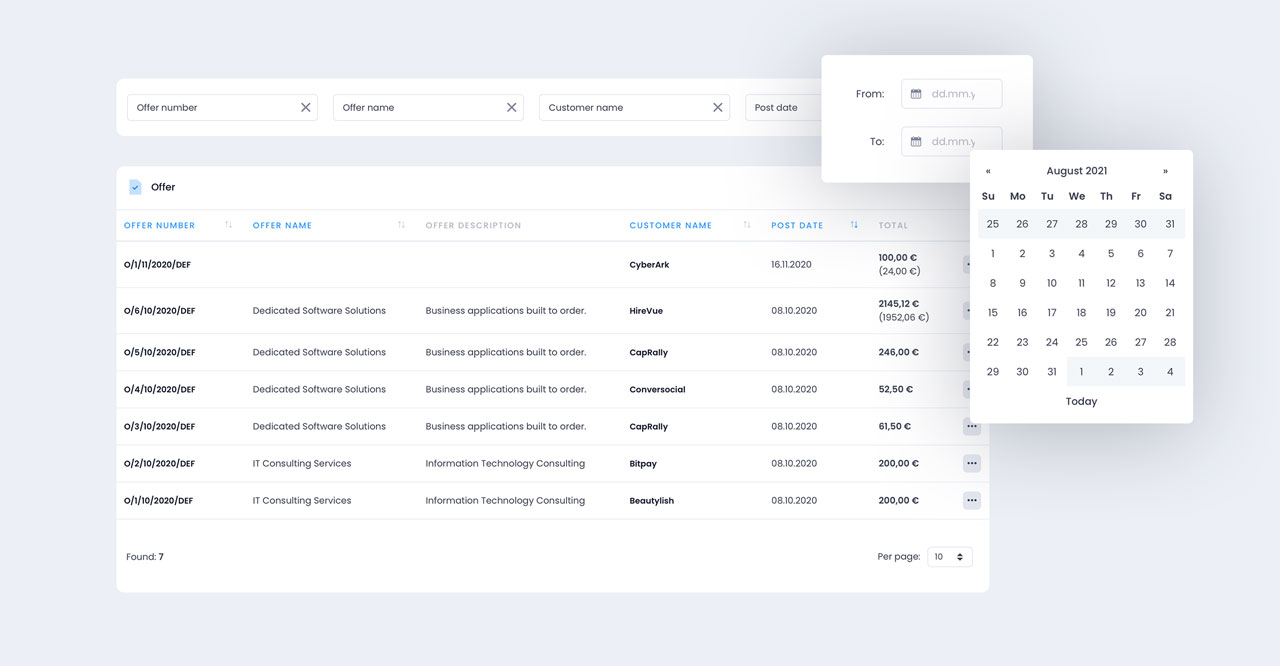 Offer number
Offer name
Customer name
Post date
From: dd.mm.y
To: dd.mm.y
Offer
OFFER NUMBER OFFER NAME OFFER DESCRIPTION CUSTOMER NAME POST DATE TOTAL
O/1/11/2020/DEF CyberArk 16.11.2020 100,00 €
(24,00 €)
O/6/10/2020/DEF Dedicated Software Solutions Business applications built to order. HireVue 08.10.2020 2145,12 €
(1952,06 €)
O/5/10/2020/DEF Dedicated Software Solutions Business applications built to order. CapRally 08.10.2020 246,00 €
O/4/10/2020/DEF Dedicated Software Solutions Business applications built to order. Conversocial 08.10.2020 52,50 €
O/3/10/2020/DEF Dedicated Software Solutions Business applications built to order. CapRally 08.10.2020 61,50 €
O/2/10/2020/DEF IT Consulting Services Information Technology Consulting Bitpay 08.10.2020 200,00 €
O/1/10/2020/DEF IT Consulting Services Information Technology Consulting Beautylish 08.10.2020 200,00 €
Found: 7
Per page: 10
« August 2021 »
Su Mo Tu We Th Fr Sa
25 26 27 28 29 30 31
1 2 3 4 5 6 7
8 9 10 11 12 13 14
15 16 17 18 19 20 21
22 23 24 25 26 27 28
29 30 31 1 2 3 4
Today